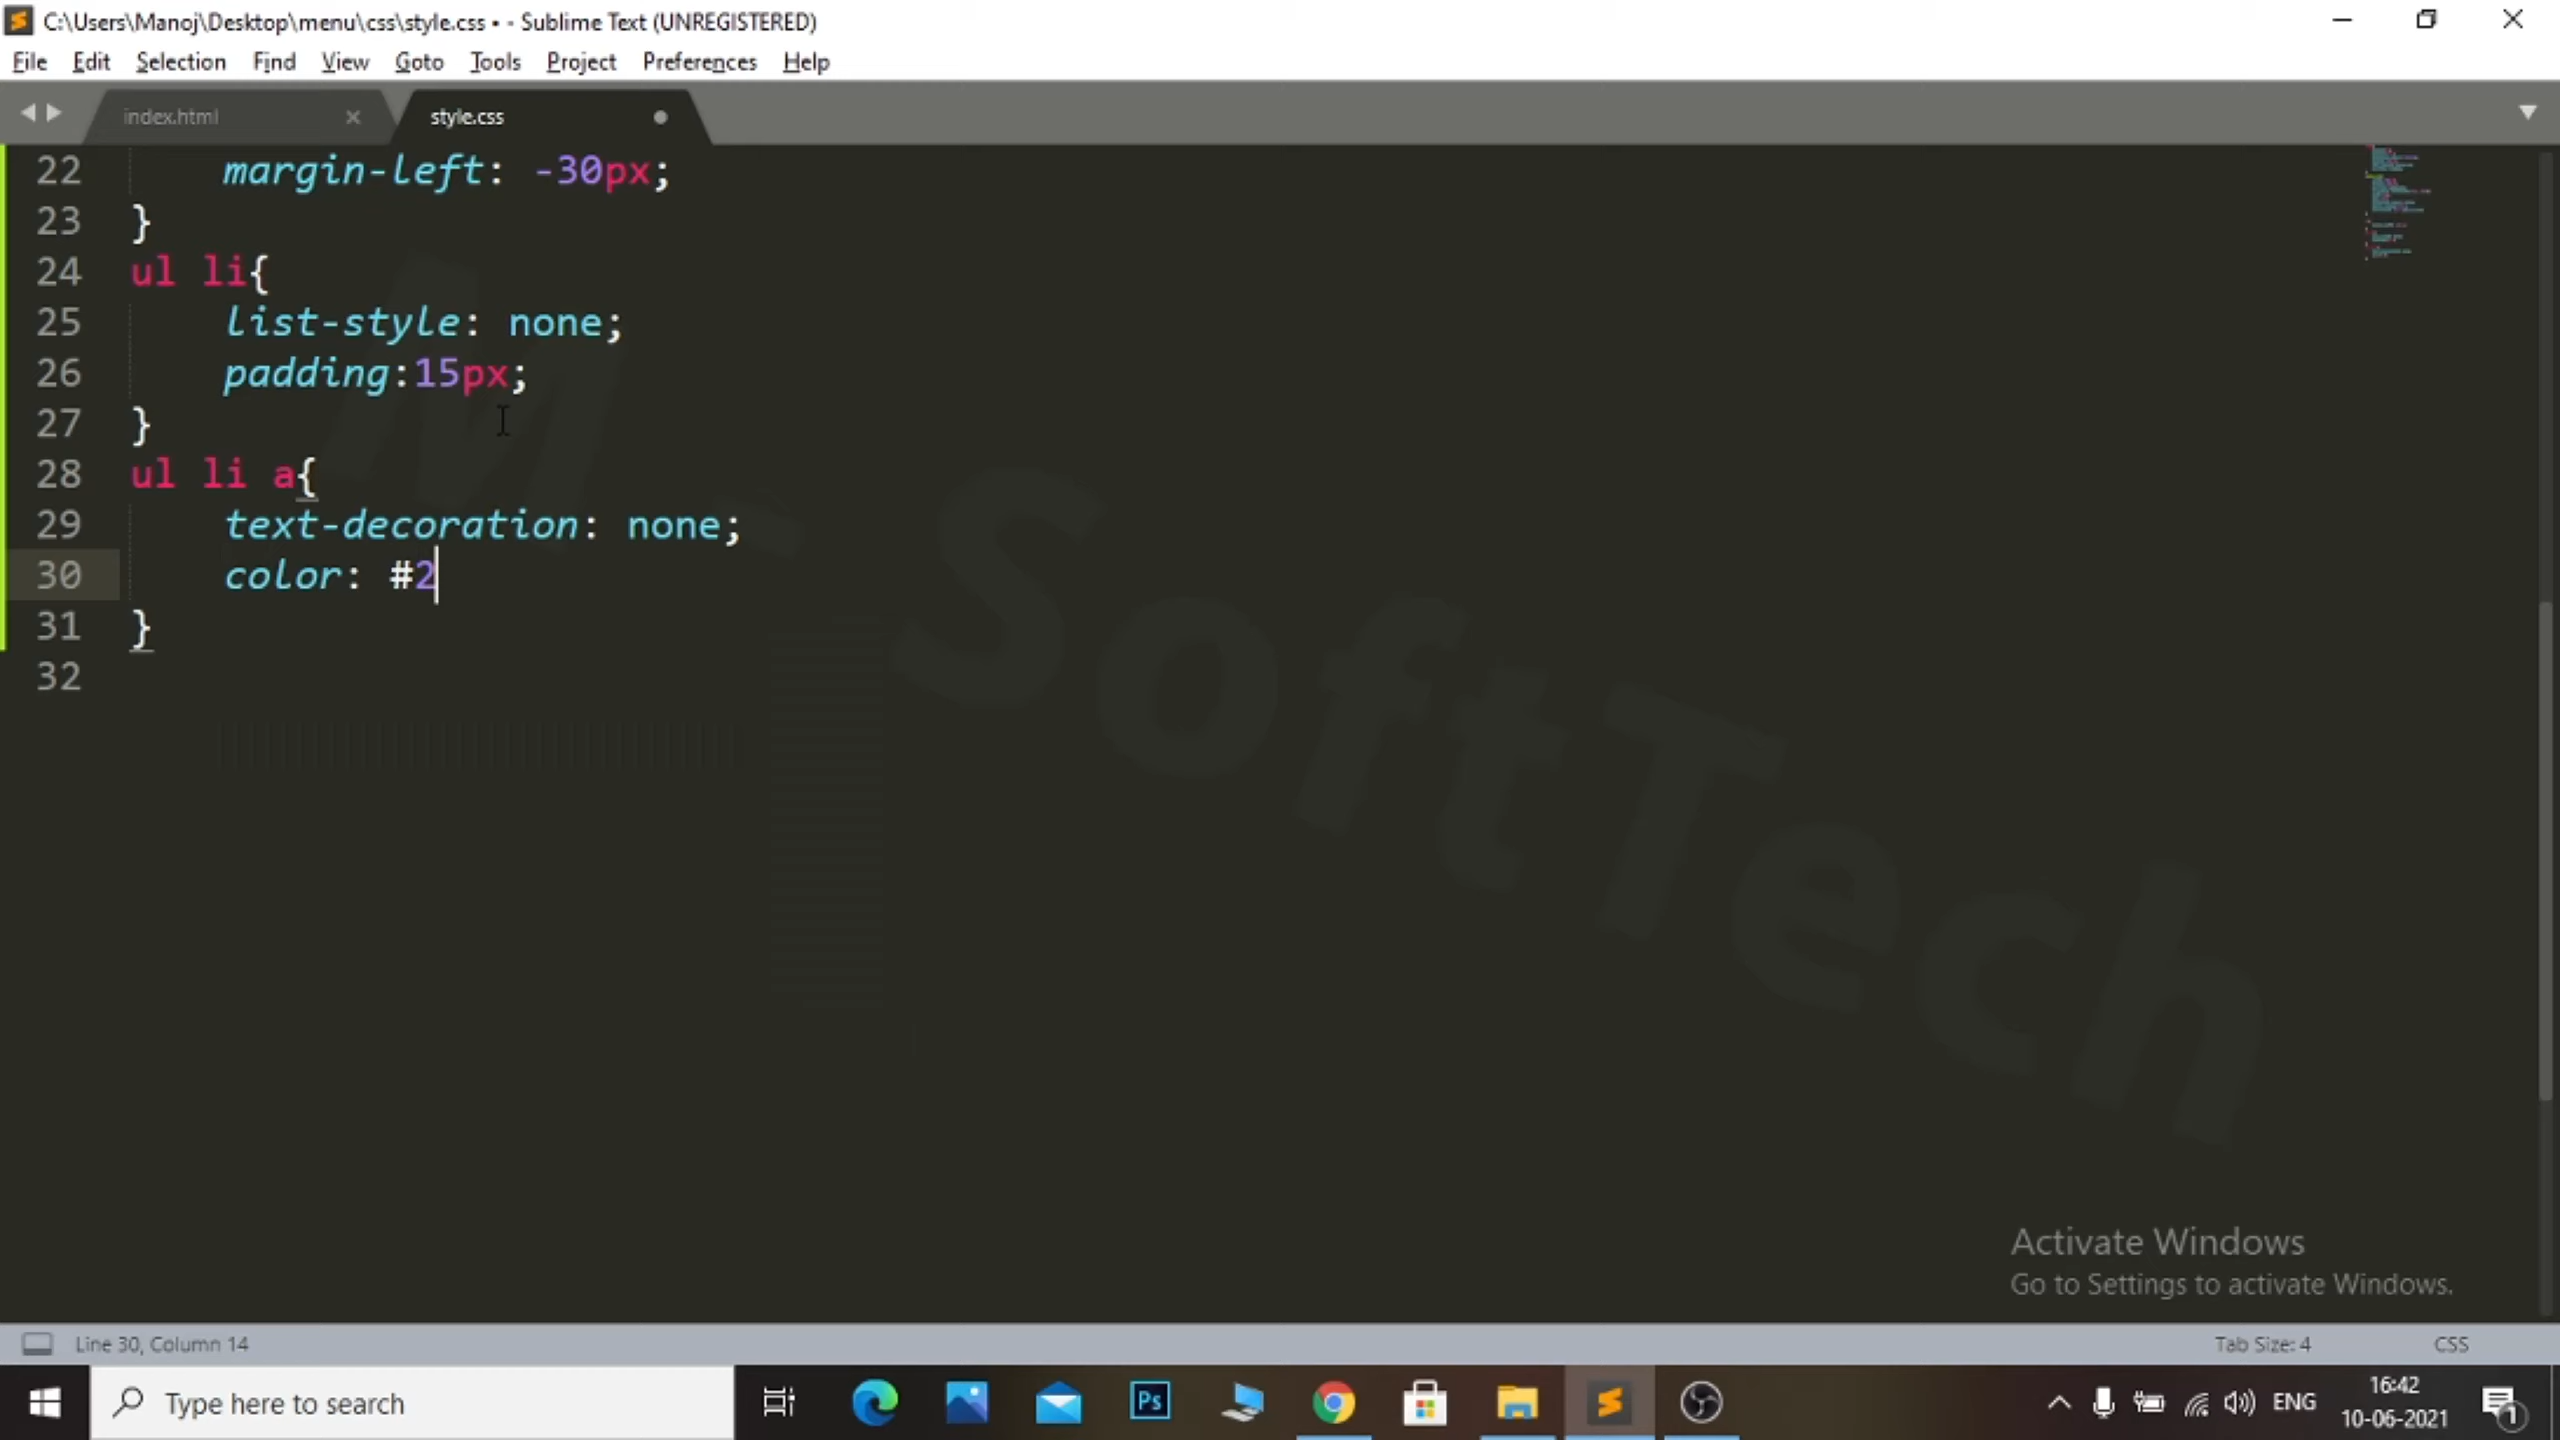 C:\Users\Manoj\Desktop\menu\css\style.css • - Sublime Text (UNREGISTERED)
File Edit Selection Find View Goto Tools Project Preferences Help
index.html style.css
22 margin-left: -30px;
23 }
24 ul li{
25 list-style: none;
26 padding:15px;
27 }
28 ul li a{
29 text-decoration: none;
30 color: #2
31 }
32
M - SoftTech
Activate Windows
Go to Settings to activate Windows.
Line 30, Column 14 Tab Size: 4 CSS
Type here to search Ps ENG 16:42
10-06-2021 1